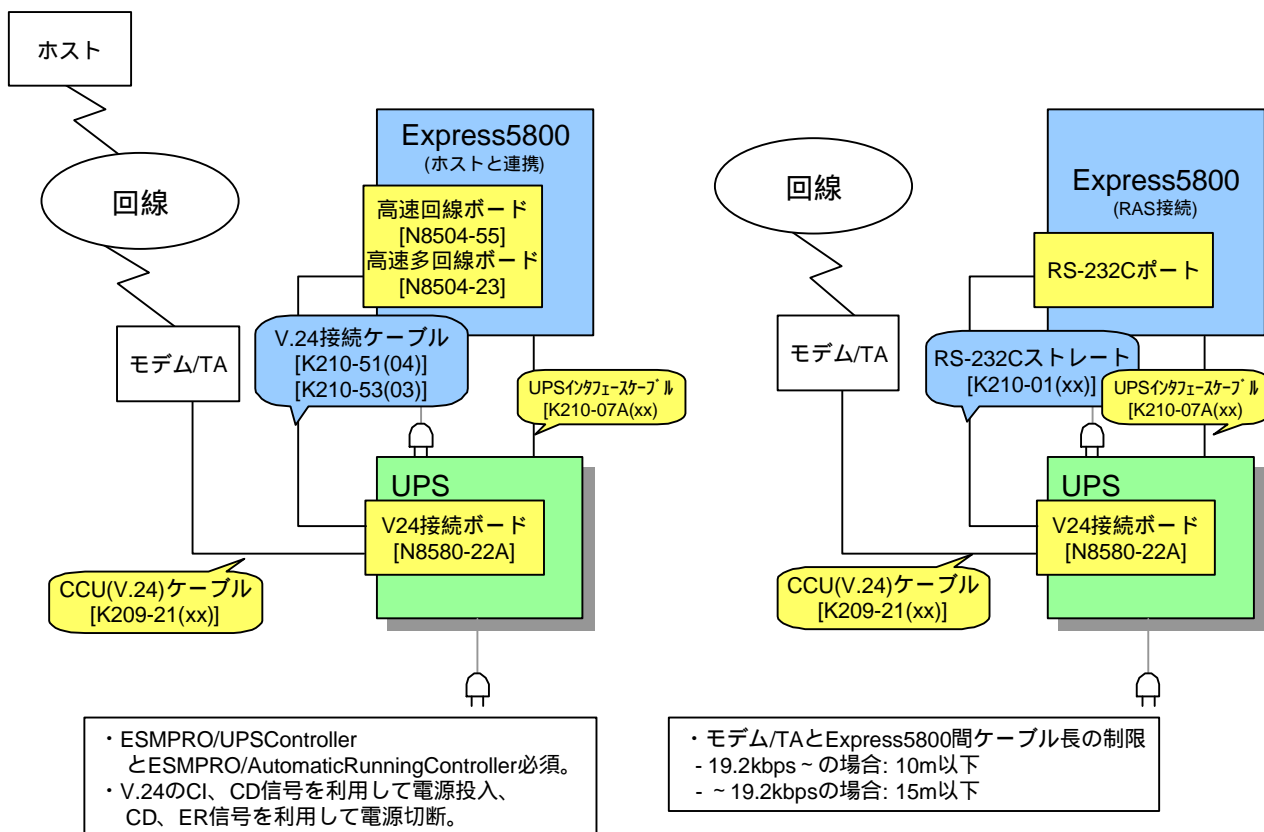 ホスト
回線
モデム/TA
Express5800
(ホストと連携)
高速回線ボード
[N8504-55]
高速多回線ボード
[N8504-23]
V.24接続ケーブル
[K210-51(04)]
[K210-53(03)]
UPSｲﾝﾀﾌｪｰｽｹｰﾌﾞﾙ
[K210-07A(xx)
UPS
V24接続ボード
[N8580-22A]
CCU(V.24)ケーブル
[K209-21(xx)]
・ESMPRO/UPSController
とESMPRO/AutomaticRunningController必須。
・V.24のCI、CD信号を利用して電源投入、
CD、ER信号を利用して電源切断。
回線
モデム/TA
Express5800
(RAS接続)
RS-232Cポート
RS-232Cストレート
[K210-01(xx)]
UPSｲﾝﾀﾌｪｰｽｹｰﾌﾞﾙ
[K210-07A(xx)
UPS
V24接続ボード
[N8580-22A]
CCU(V.24)ケーブル
[K209-21(xx)]
・モデム/TAとExpress5800間ケーブル長の制限
- 19.2kbps～の場合: 10m以下
- ～19.2kbpsの場合: 15m以下